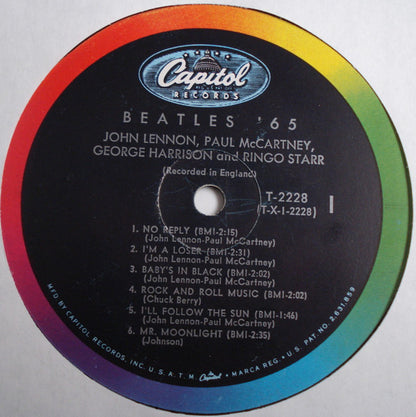 Capitol
RECORDS
BEATLES '65
JOHN LENNON, PAUL McCARTNEY,
GEORGE HARRISON and RINGO STARR
(Recorded in England)
T-2228
(T-X-1-2228)
1
1. NO REPLY (BMI-2:15)
(John Lennon-Paul McCartney)
2. I'M A LOSER (BMI-2:31)
(John Lennon-Paul McCartney)
3. BABY'S IN BLACK (BMI-2:02)
(John Lennon-Paul McCartney)
4. ROCK AND ROLL MUSIC (BMI-2:02)
(Chuck Berry)
5. I'LL FOLLOW THE SUN (BMI-1:46)
(John Lennon-Paul McCartney)
6. MR. MOONLIGHT (BMI-2:35)
(Johnson)
MFD. BY CAPITOL RECORDS, INC. U.S.A. T.M. Capitol MARCA REG. • U.S. PAT. NO. 2,631,859